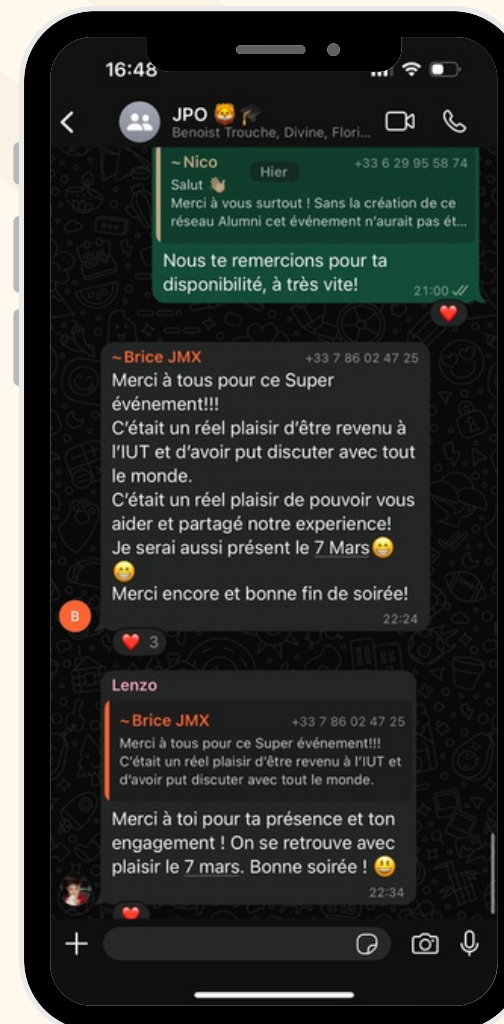 16:48
JPO 🦁 🎓
Benoist Trouche, Divine, Flori...
~ Nico +33 6 29 95 58 74
Hier
Salut 👋🏼
Merci à vous surtout ! Sans la création de ce
réseau Alumni cet événement n'aurait pas ét...
Nous te remercions pour ta
disponibilité, à très vite!
21:00
~ Brice JMX +33 7 86 02 47 25
Merci à tous pour ce Super
événement!!!
C'était un réel plaisir d'être revenu à
l'IUT et d'avoir put discuter avec tout
le monde.
C'était un réel plaisir de pouvoir vous
aider et partagé notre experience!
Je serai aussi présent le 7 Mars 😁
😁
Merci encore et bonne fin de soirée!
B
22:24
❤️ 3
Lenzo
~ Brice JMX +33 7 86 02 47 25
Merci à tous pour ce Super événement!!!
C'était un réel plaisir d'être revenu à l'IUT et
d'avoir put discuter avec tout le monde.
Merci à toi pour ta présence et ton
engagement ! On se retrouve avec
plaisir le 7 mars. Bonne soirée ! 😃
22:34